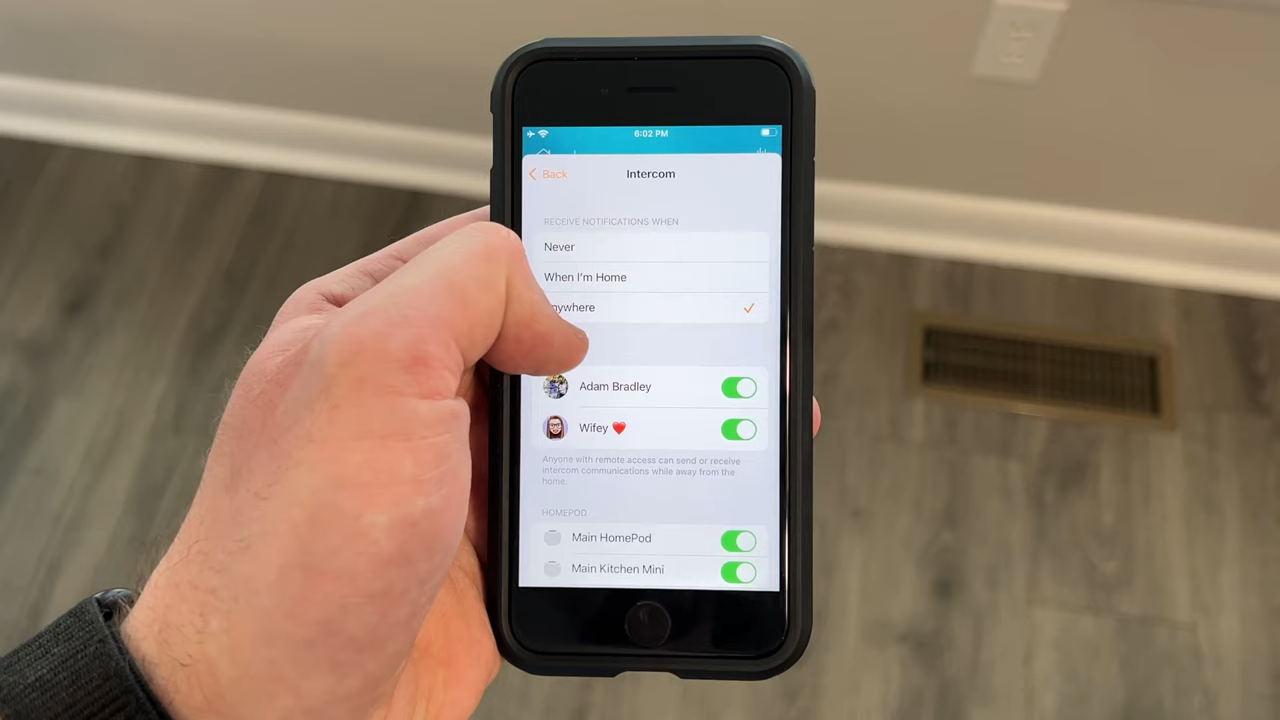 6:02 PM
Back
Intercom
RECEIVE NOTIFICATIONS WHEN
Never
When I'm Home
nywhere
Adam Bradley
Wifey ❤️
Anyone with remote access can send or receive
intercom communications while away from the
home.
HOMEPOD
Main HomePod
Main Kitchen Mini